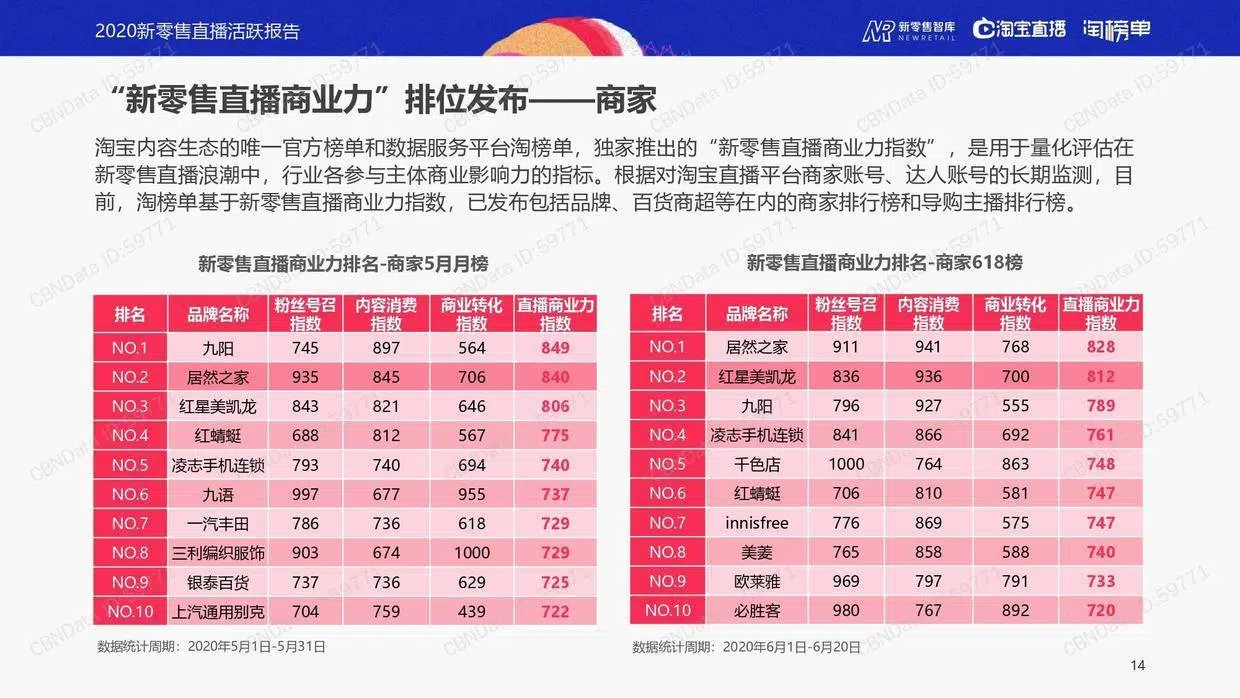 2020新零售直播活跃报告
新零售智库
NEWRETAIL
淘宝直播
淘榜单
“新零售直播商业力”排位发布——商家
淘宝内容生态的唯一官方榜单和数据服务平台淘榜单，独家推出的“新零售直播商业力指数”，是用于量化评估在
新零售直播浪潮中，行业各参与主体商业影响力的指标。根据对淘宝直播平台商家账号、达人账号的长期监测，目
前，淘榜单基于新零售直播商业力指数，已发布包括品牌、百货商超等在内的商家排行榜和导购主播排行榜。
新零售直播商业力排名-商家5月月榜
排名 品牌名称 粉丝号召指数 内容消费指数 商业转化指数 直播商业力指数
NO.1 九阳 745 897 564 849
NO.2 居然之家 935 845 706 840
NO.3 红星美凯龙 843 821 646 806
NO.4 红蜻蜓 688 812 567 775
NO.5 凌志手机连锁 793 740 694 740
NO.6 九语 997 677 955 737
NO.7 一汽丰田 786 736 618 729
NO.8 三利编织服饰 903 674 1000 729
NO.9 银泰百货 737 736 629 725
NO.10 上汽通用别克 704 759 439 722
数据统计周期：2020年5月1日-5月31日
新零售直播商业力排名-商家618榜
排名 品牌名称 粉丝号召指数 内容消费指数 商业转化指数 直播商业力指数
NO.1 居然之家 911 941 768 828
NO.2 红星美凯龙 836 936 700 812
NO.3 九阳 796 927 555 789
NO.4 凌志手机连锁 841 866 692 761
NO.5 千色店 1000 764 863 748
NO.6 红蜻蜓 706 810 581 747
NO.7 innisfree 776 869 575 747
NO.8 美菱 765 858 588 740
NO.9 欧莱雅 969 797 791 733
NO.10 必胜客 980 767 892 720
数据统计周期：2020年6月1日-6月20日
14
CBNData ID:59771